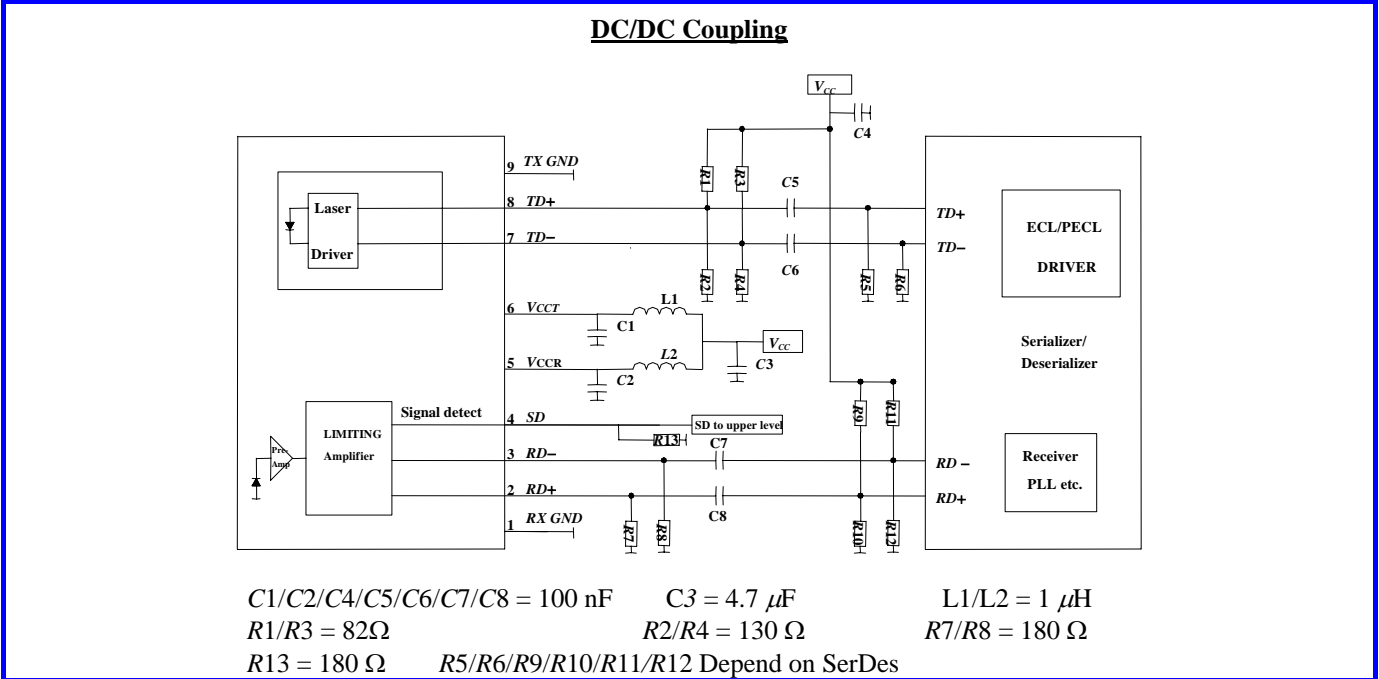 DC/DC Coupling
VCC
C4
9 TX GND
R1
R3
C5
Laser
8 TD+
TD+
ECL/PECL
7 TD−
TD−
Driver
C6
DRIVER
R2
R4
R5
R6
6 VCCT
L1
C1
VCC
Serializer/
Deserializer
5 VCCR
L2
C2
C3
Signal detect
4 SD
SD to upper level
R9
R11
LIMITING
Amplifier
R13
C7
Pre-
Amp
3 RD−
RD −
Receiver
PLL etc.
2 RD+
RD+
C8
1 RX GND
R7
R8
R10
R12
C1/C2/C4/C5/C6/C7/C8 = 100 nF C3 = 4.7 μF L1/L2 = 1 μH
R1/R3 = 82Ω R2/R4 = 130 Ω R7/R8 = 180 Ω
R13 = 180 Ω R5/R6/R9/R10/R11/R12 Depend on SerDes